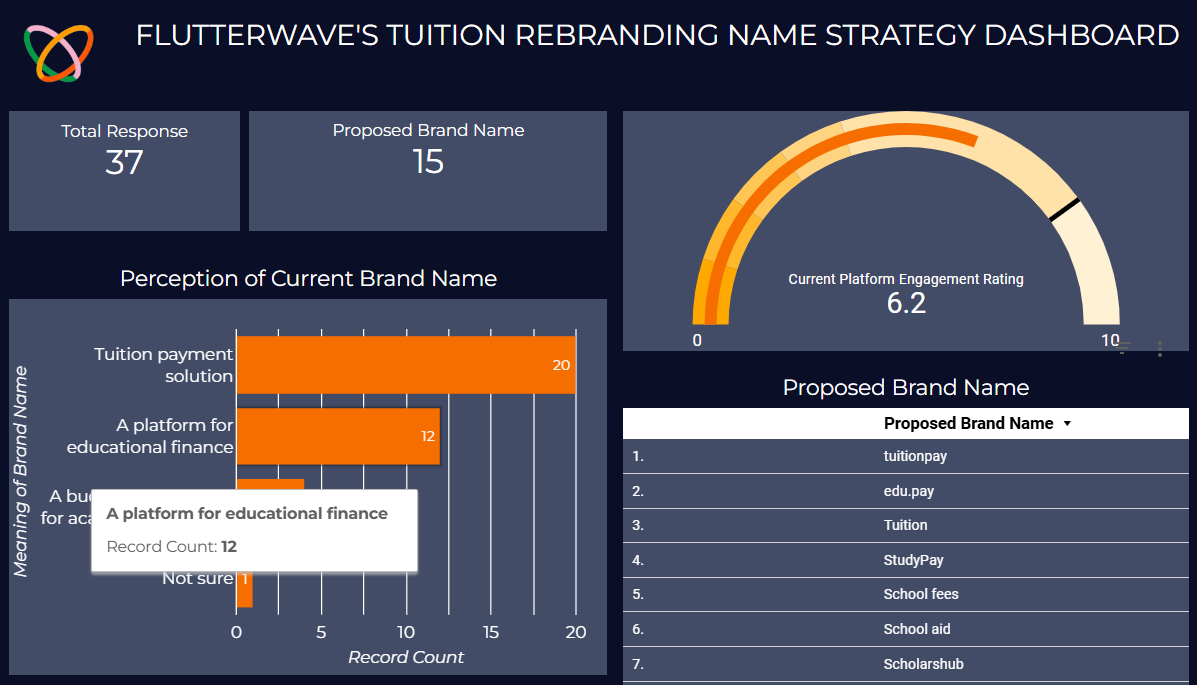 FLUTTERWAVE'S TUITION REBRANDING NAME STRATEGY DASHBOARD
Total Response
37
Proposed Brand Name
15
Current Platform Engagement Rating
6.2
0
10
Perception of Current Brand Name
Meaning of Brand Name
Tuition payment
solution
20
A platform for
educational finance
12
A
for
A platform for educational finance
Record Count: 12
Not sure
1
0
5
10
15
20
Record Count
Proposed Brand Name
Proposed Brand Name
1.
tuitionpay
2.
edu.pay
3.
Tuition
4.
StudyPay
5.
School fees
6.
School aid
7.
Scholarshub